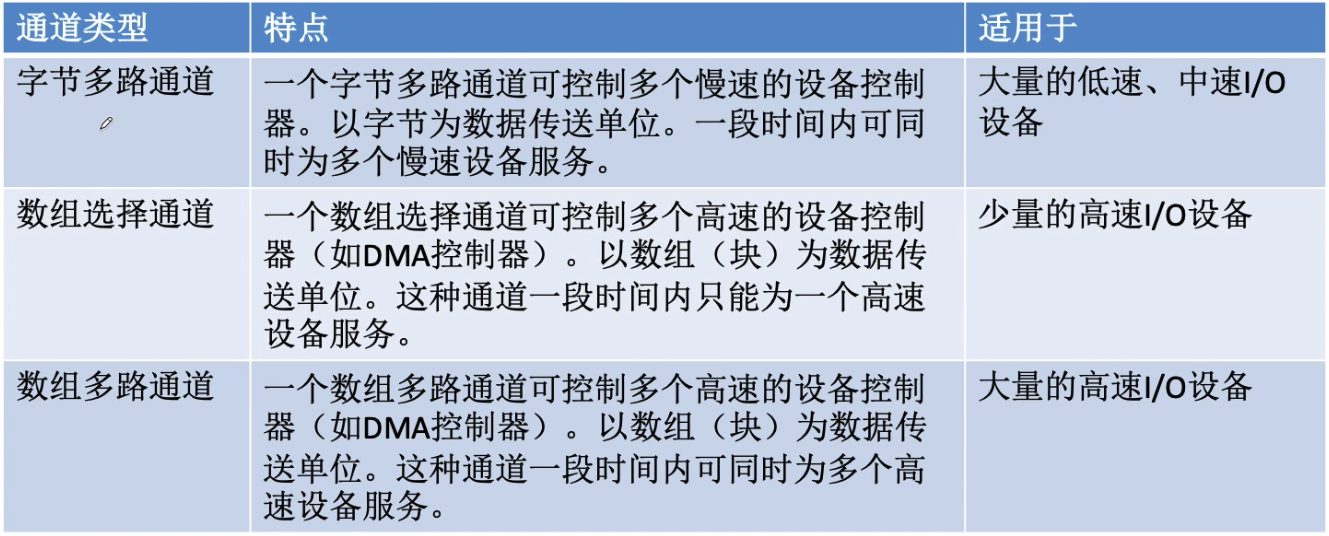 通道类型
特点
适用于
字节多路通道
一个字节多路通道可控制多个慢速的设备控制
器。以字节为数据传送单位。一段时间内可同
时为多个慢速设备服务。
大量的低速、中速I/O
设备
数组选择通道
一个数组选择通道可控制多个高速的设备控制
器（如DMA控制器）。以数组（块）为数据传
送单位。这种通道一段时间内只能为一个高速
设备服务。
少量的高速I/O设备
数组多路通道
一个数组多路通道可控制多个高速的设备控制
器（如DMA控制器）。以数组（块）为数据传
送单位。这种通道一段时间内可同时为多个高
速设备服务。
大量的高速I/O设备